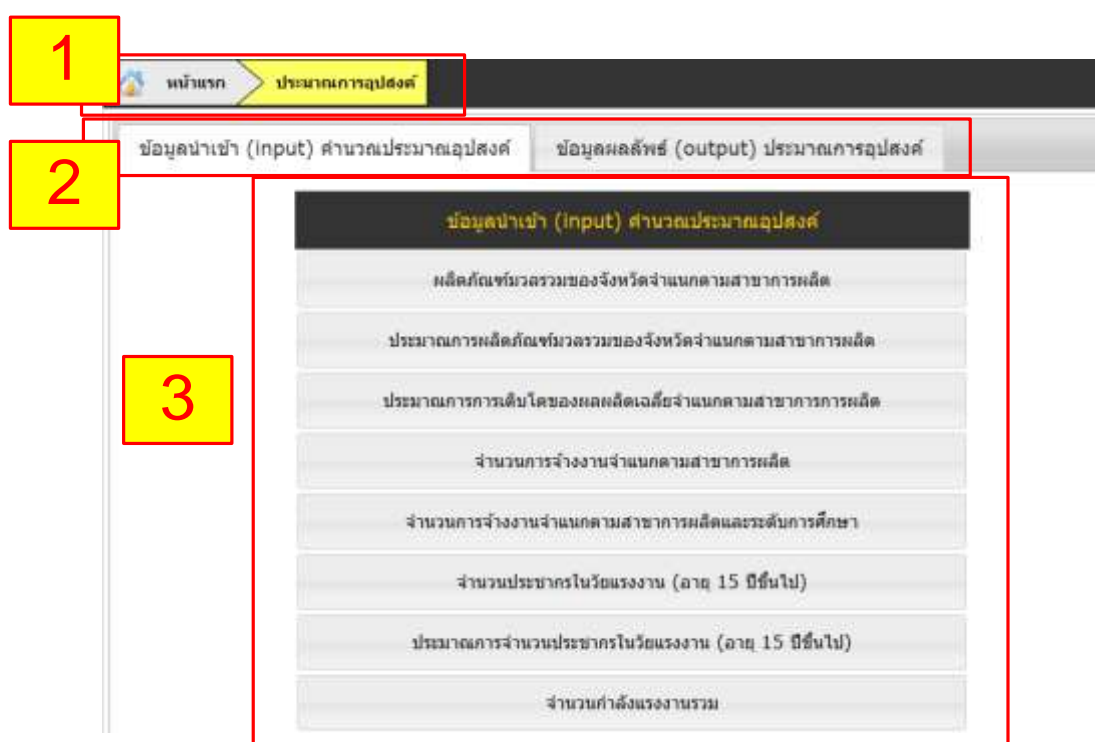 1
หน้าแรก
ประมาณการอุปสงค์
2
ข้อมูลนำเข้า (input) คำนวณประมาณอุปสงค์
ข้อมูลผลลัพธ์ (output) ประมาณการอุปสงค์
3
ข้อมูลนำเข้า (input) คำนวณประมาณอุปสงค์
ผลิตภัณฑ์มวลรวมของจังหวัดจำแนกตามสาขาการผลิต
ประมาณการผลิตภัณฑ์มวลรวมของจังหวัดจำแนกตามสาขาการผลิต
ประมาณการการเติบโตของผลผลิตเฉลี่ยจำแนกตามสาขาการการผลิต
จำนวนการจ้างงานจำแนกตามสาขาการผลิต
จำนวนการจ้างงานจำแนกตามสาขาการผลิตและระดับการศึกษา
จำนวนประชากรในวัยแรงงาน (อายุ 15 ปีขึ้นไป)
ประมาณการจำนวนประชากรในวัยแรงงาน (อายุ 15 ปีขึ้นไป)
จำนวนกำลังแรงงานรวม